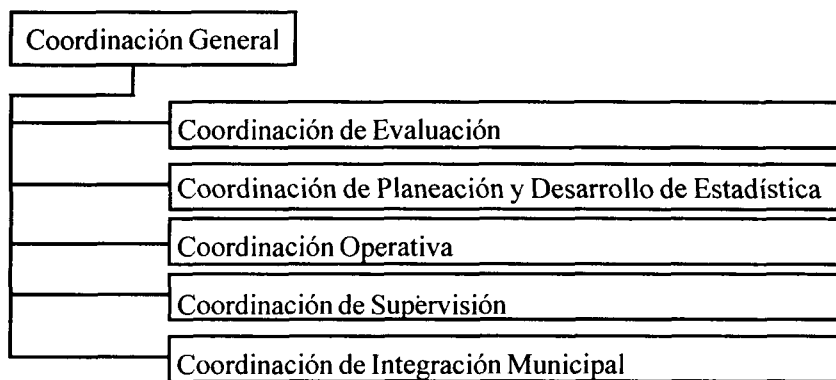 Coordinación General
Coordinación de Evaluación
Coordinación de Planeación y Desarrollo de Estadística
Coordinación Operativa
Coordinación de Supervisión
Coordinación de Integración Municipal